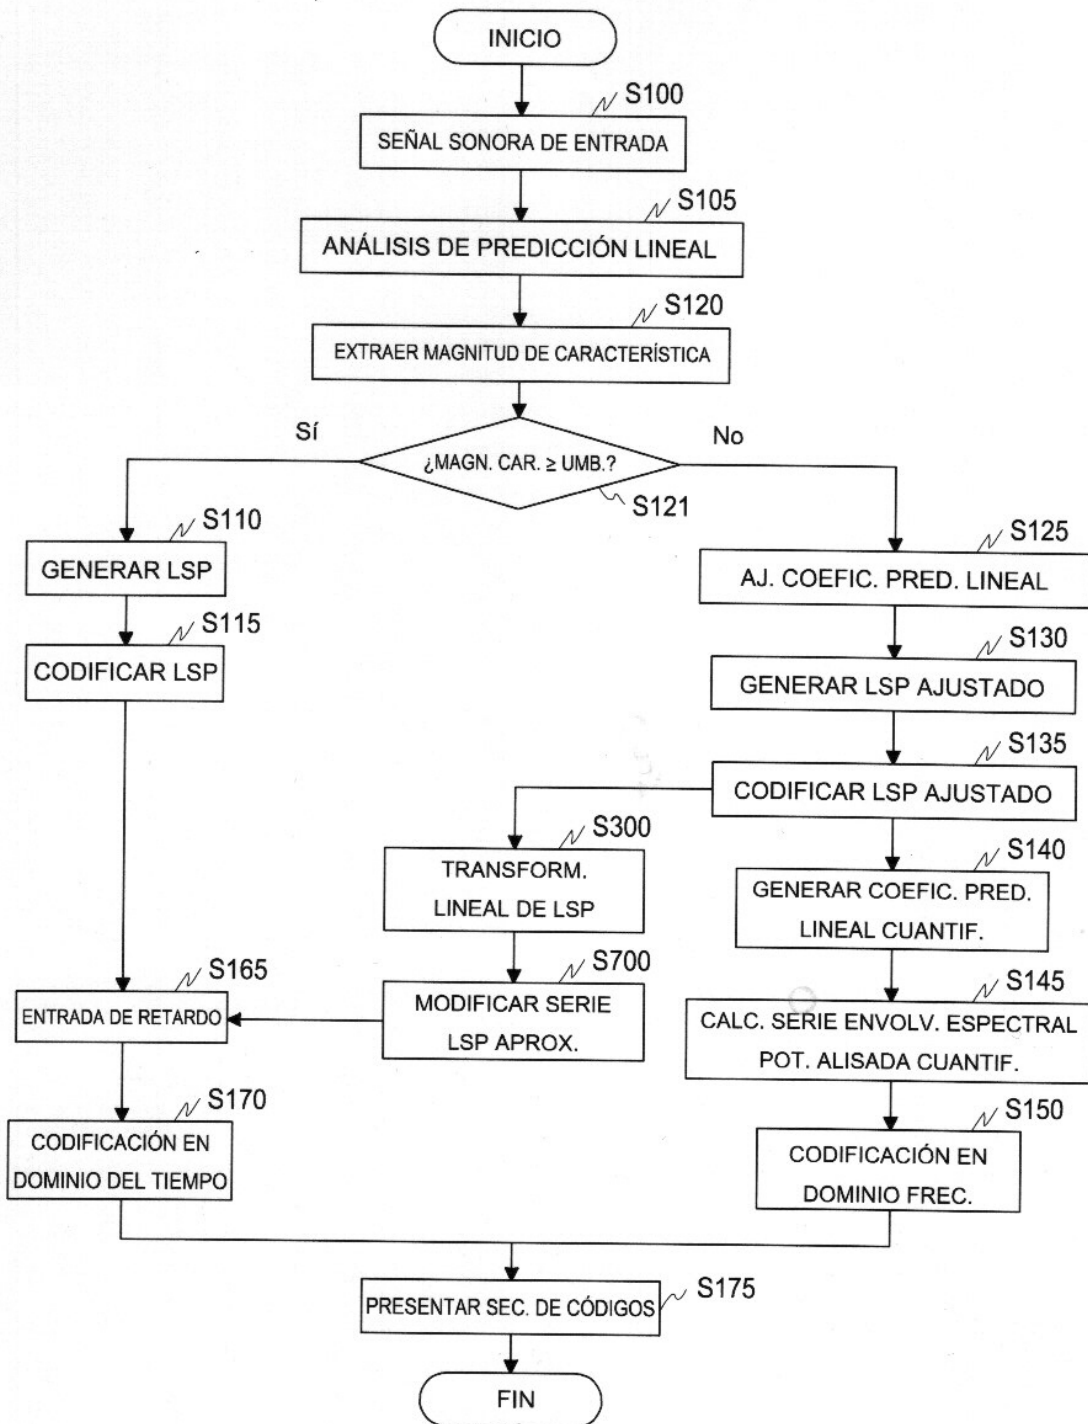 INICIO
S100
SEÑAL SONORA DE ENTRADA
S105
ANÁLISIS DE PREDICCIÓN LINEAL
S120
EXTRAER MAGNITUD DE CARACTERÍSTICA
Sí
No
¿MAGN. CAR. ≥ UMB.?
S121
S110
GENERAR LSP
S115
CODIFICAR LSP
S125
AJ. COEFIC. PRED. LINEAL
S130
GENERAR LSP AJUSTADO
S135
CODIFICAR LSP AJUSTADO
S300
TRANSFORM.
LINEAL DE LSP
S140
GENERAR COEFIC. PRED.
LINEAL CUANTIF.
S700
MODIFICAR SERIE
LSP APROX.
S165
ENTRADA DE RETARDO
S145
CALC. SERIE ENVOLV. ESPECTRAL
POT. ALISADA CUANTIF.
S170
CODIFICACIÓN EN
DOMINIO DEL TIEMPO
S150
CODIFICACIÓN EN
DOMINIO FREC.
S175
PRESENTAR SEC. DE CÓDIGOS
FIN